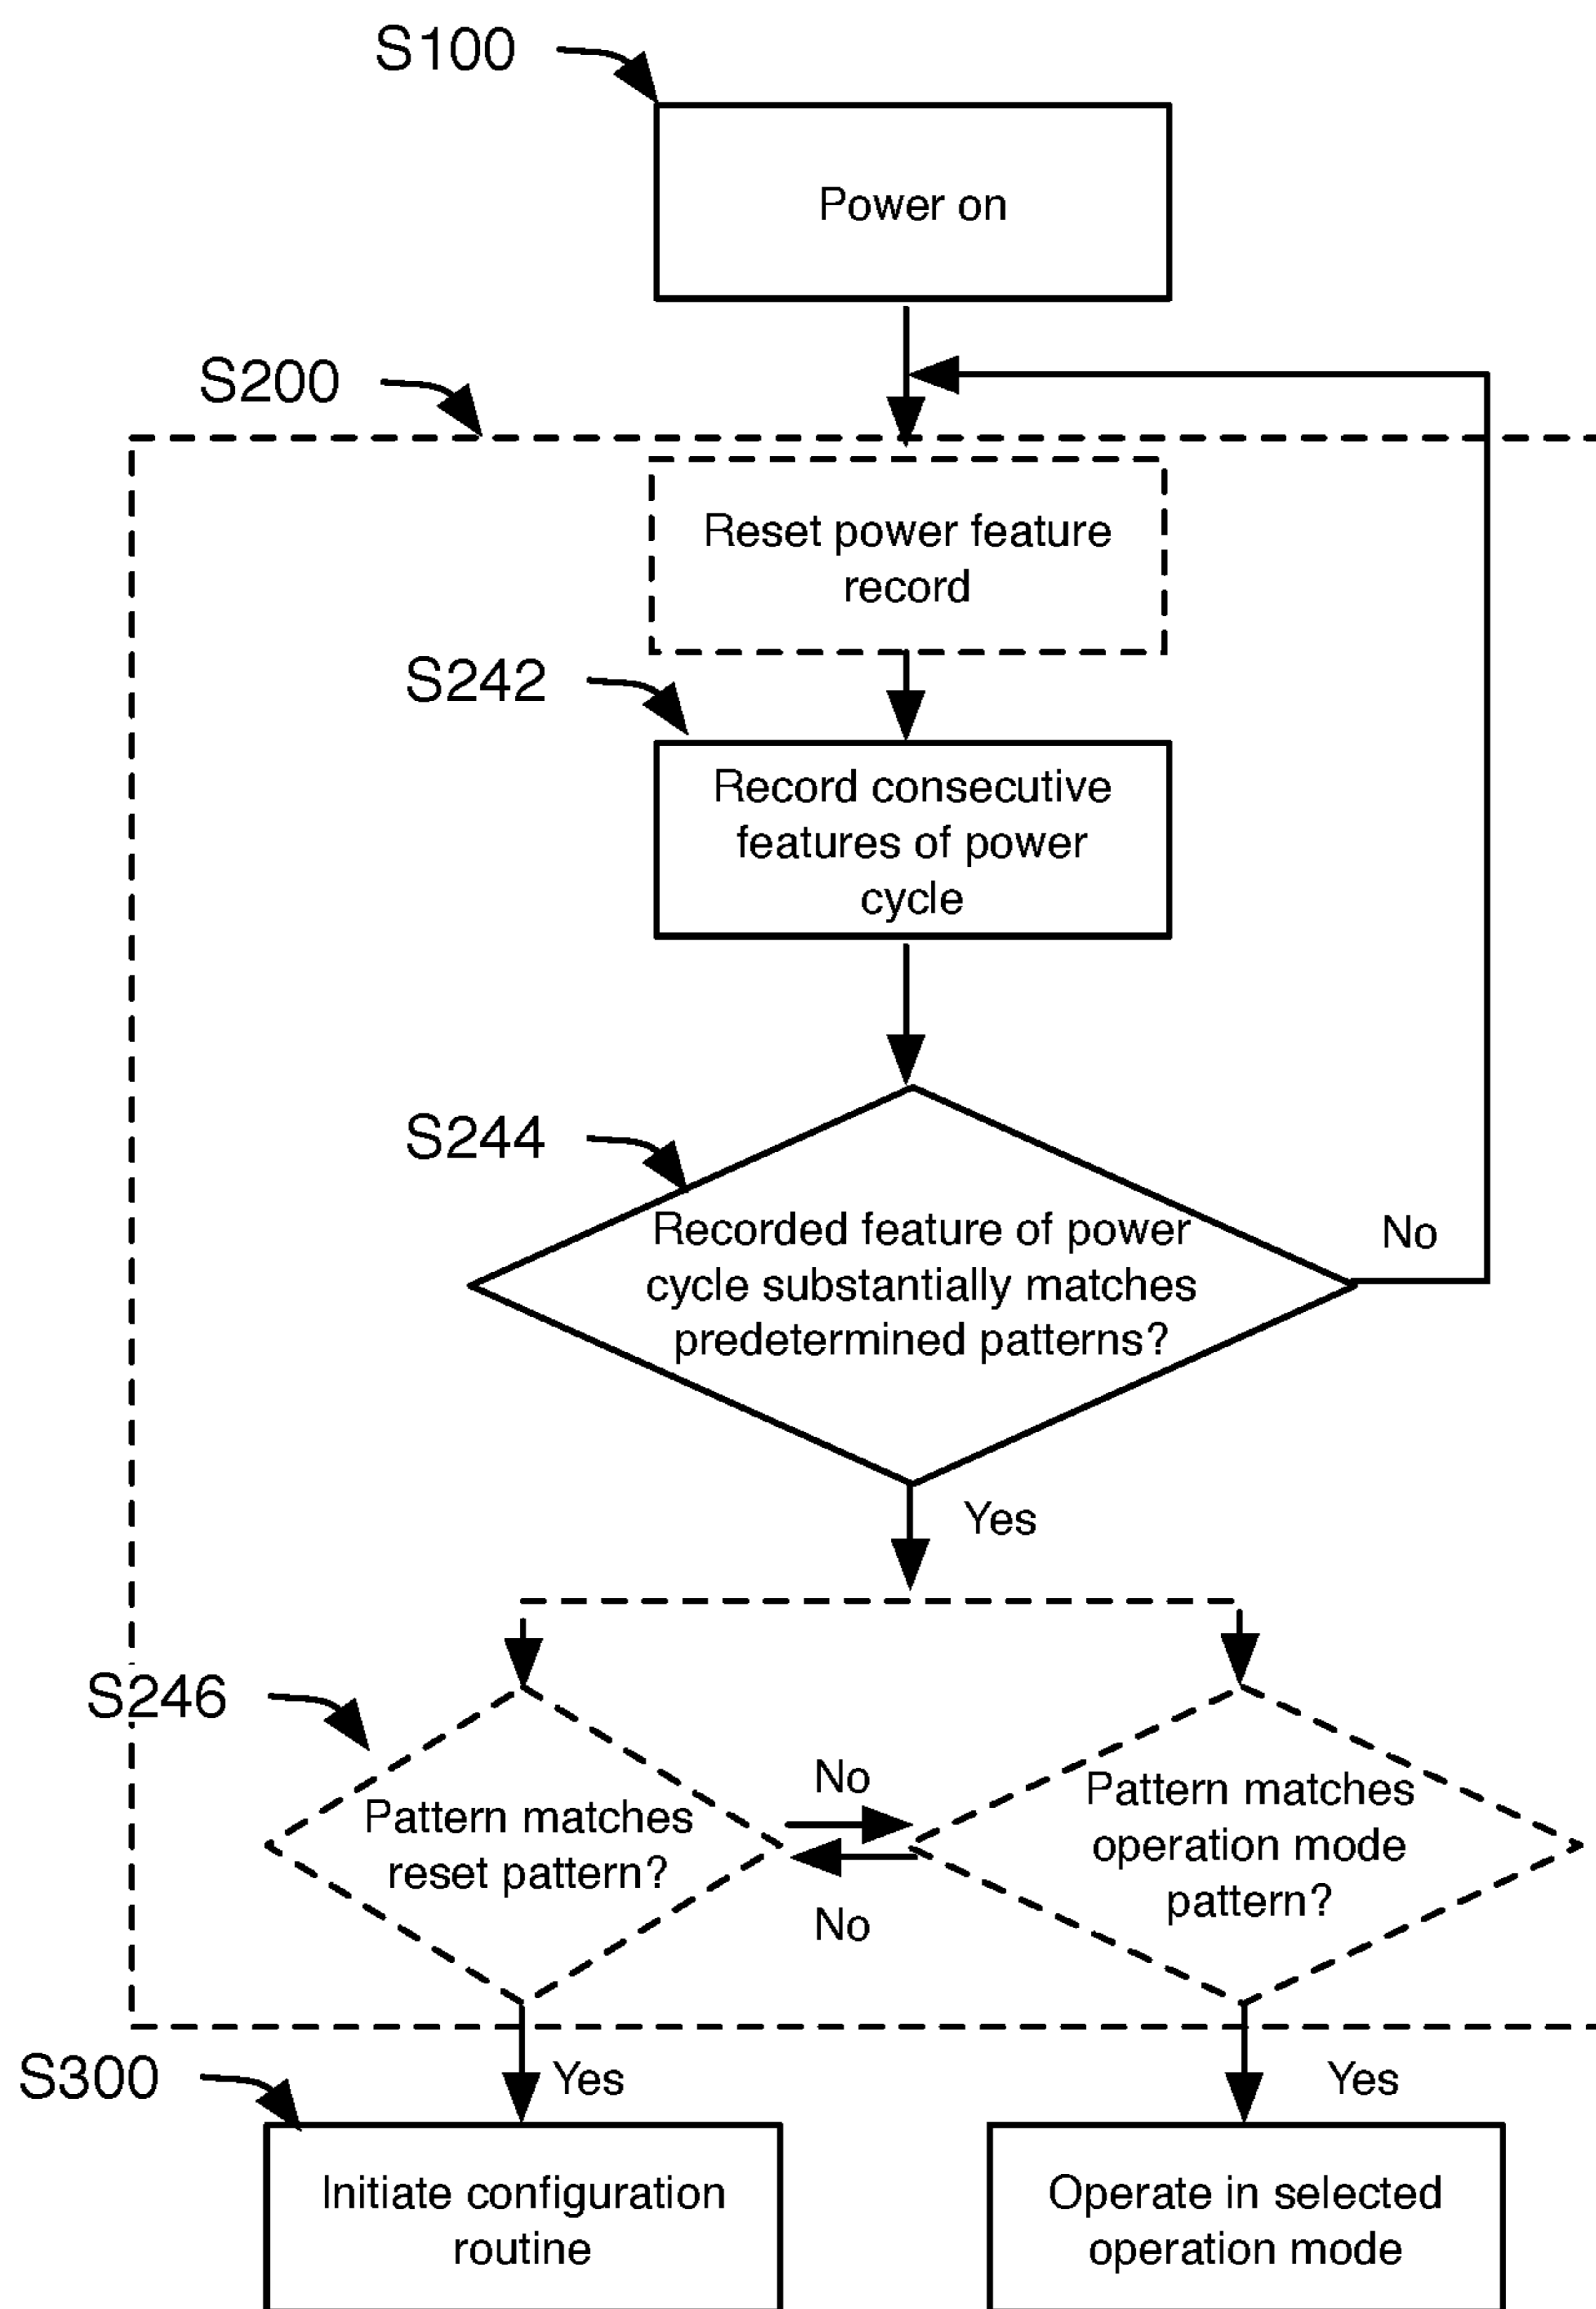 S100
Power on
S200
Reset power feature
record
S242
Record consecutive
features of power
cycle
S244
Recorded feature of power
cycle substantially matches
predetermined patterns?
No
Yes
S246
Pattern matches
reset pattern?
No
No
Pattern matches
operation mode
pattern?
S300
Yes
Yes
Initiate configuration
routine
Operate in selected
operation mode